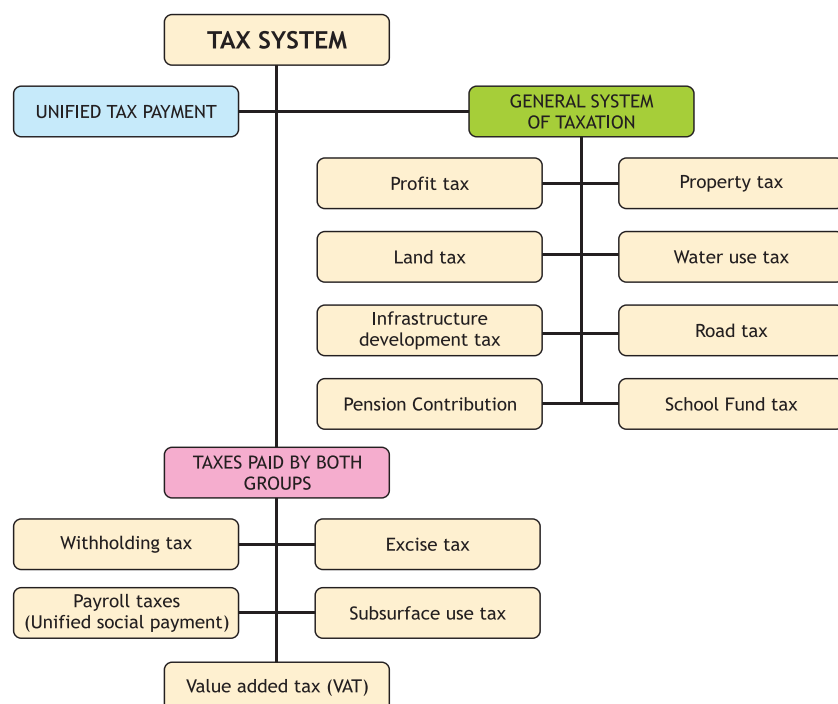 TAX SYSTEM
UNIFIED TAX PAYMENT
GENERAL SYSTEM
OF TAXATION
Profit tax
Property tax
Land tax
Water use tax
Infrastructure
development tax
Road tax
Pension Contribution
School Fund tax
TAXES PAID BY BOTH
GROUPS
Withholding tax
Excise tax
Payroll taxes
(Unified social payment)
Subsurface use tax
Value added tax (VAT)